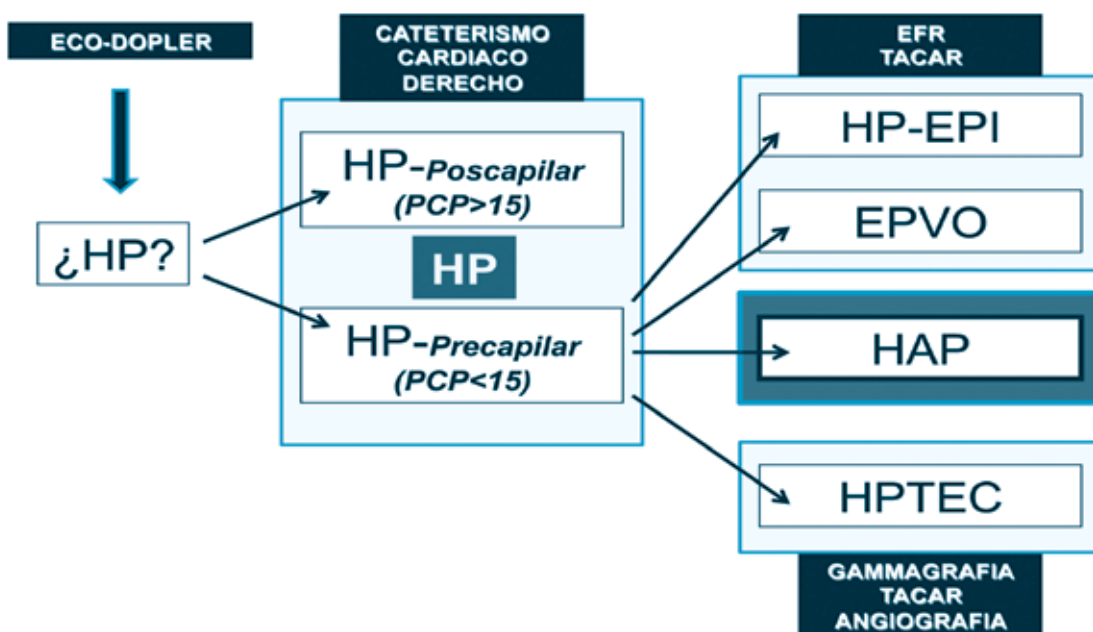 ECO-DOPLER
¿HP?
CATETERISMO
CARDIACO
DERECHO
HP-Poscapilar
(PCP>15)
HP
HP-Precapilar
(PCP<15)
EFR
TACAR
HP-EPI
EPVO
HAP
HPTEC
GAMMAGRAFIA
TACAR
ANGIOGRAFIA